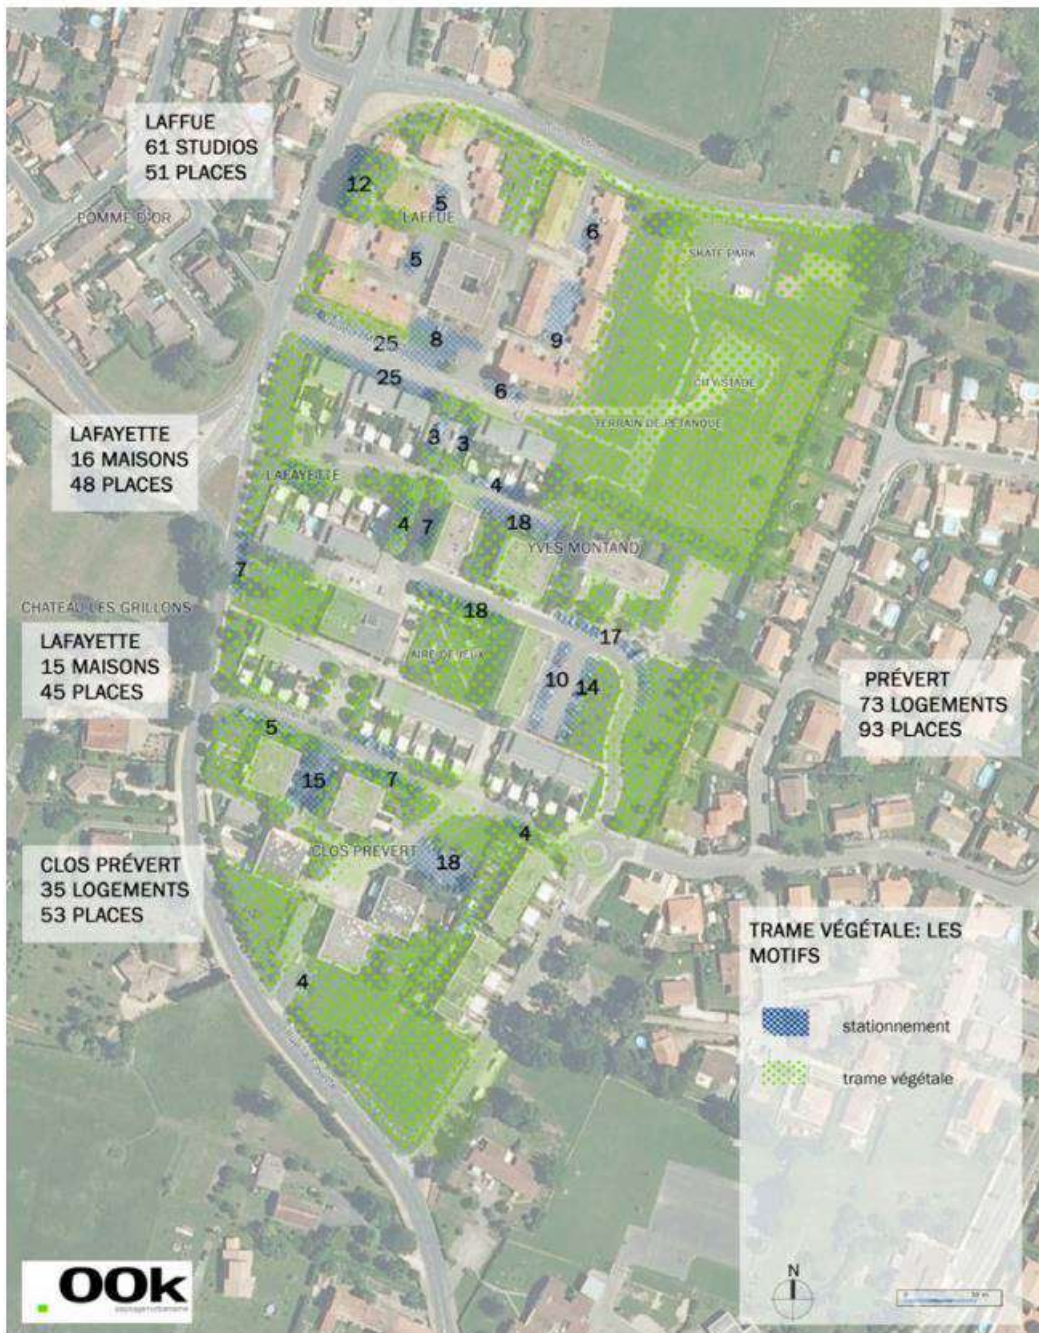 LAFFUE
61 STUDIOS
51 PLACES
POMME D'OR
12
5
LAFFUE
6
5
SKATE PARK
8
25
9
25
6
CITY STADE
TERRAIN DE PÉTANQUE
3
3
LAFAYETTE
16 MAISONS
48 PLACES
LAFAYETTE
4
4
7
18
YVES MONTAND
7
CHATEAU LES GRILLONS
18
17
LAFAYETTE
15 MAISONS
45 PLACES
AIRE DE JEUX
10
14
PRÉVERT
73 LOGEMENTS
93 PLACES
5
15
7
4
CLOS PRÉVERT
18
CLOS PRÉVERT
35 LOGEMENTS
53 PLACES
4
TRAME VÉGÉTALE: LES
MOTIFS
stationnement
trame végétale
N
OOk
paysage+urbanisme